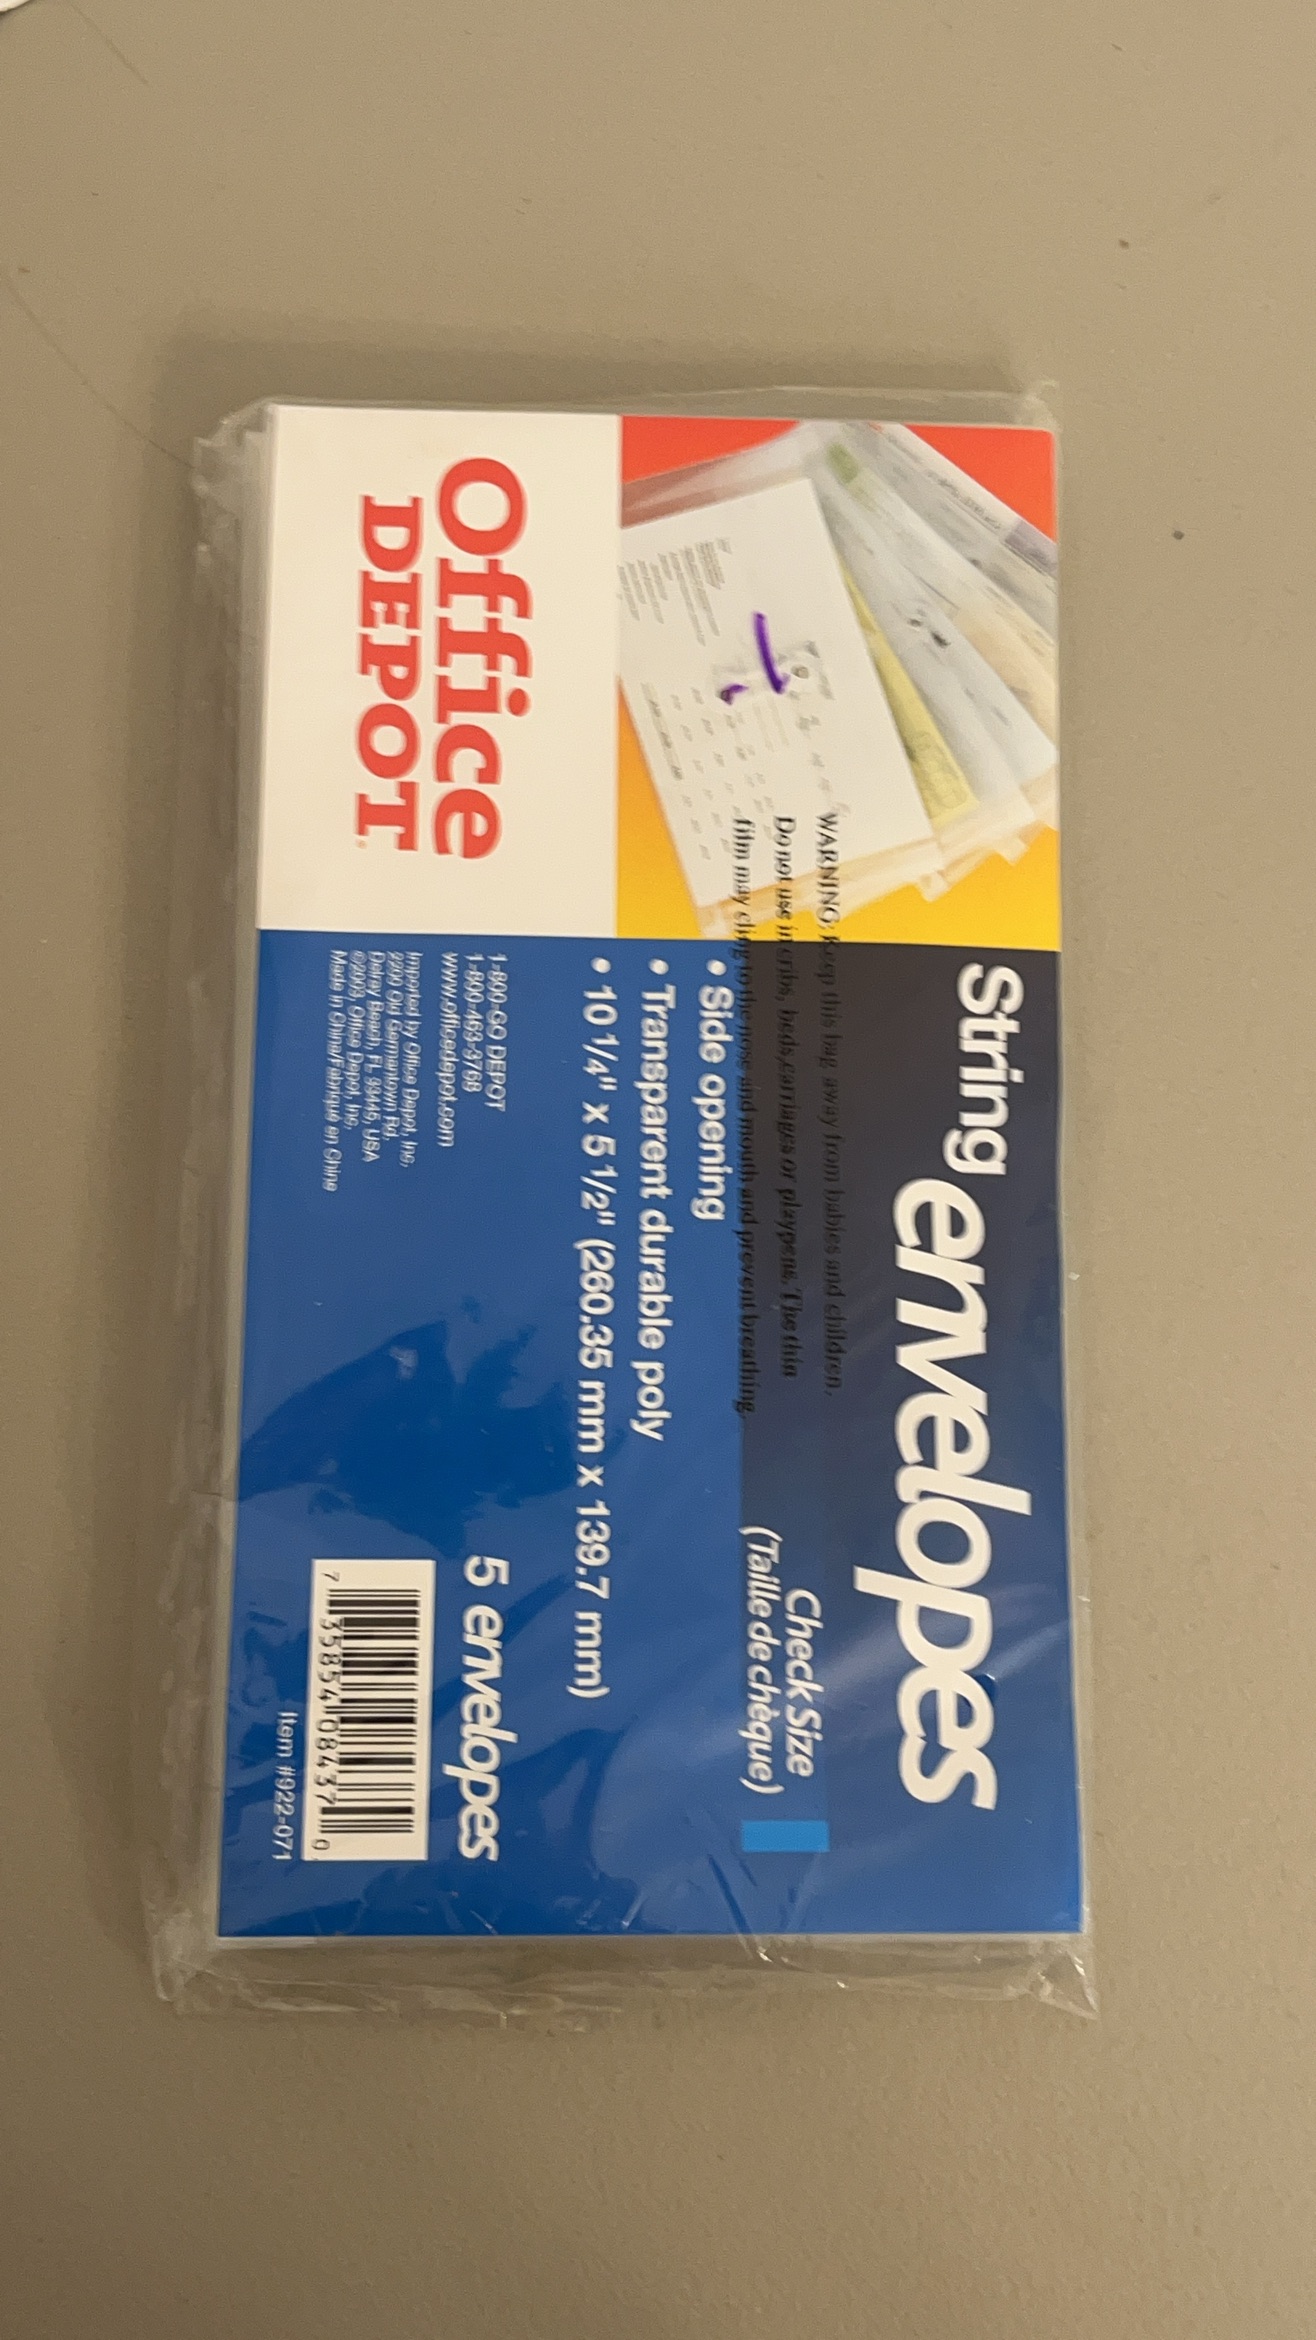 Office
DEPOT
String envelopes
Check Size
(Taille de chèque)
WARNING: Keep this bag away from babies and children.
Do not use in cribs, beds, carriages or playpens. The thin
film may cling to the nose and mouth and prevent breathing.
• Side opening
• Transparent durable poly
• 10 1/4" x 5 1/2" (260.35 mm x 139.7 mm)
1-800-GO DEPOT
1-800-463-3768
www.officedepot.com
Imported by Office Depot, Inc.
2200 Old Germantown Rd.
Delray Beach, FL 33445, USA
©2003, Office Depot, Inc.
Made in China/Fabriqué en Chine
5 envelopes
7 35854 08437 0
Item #922-071